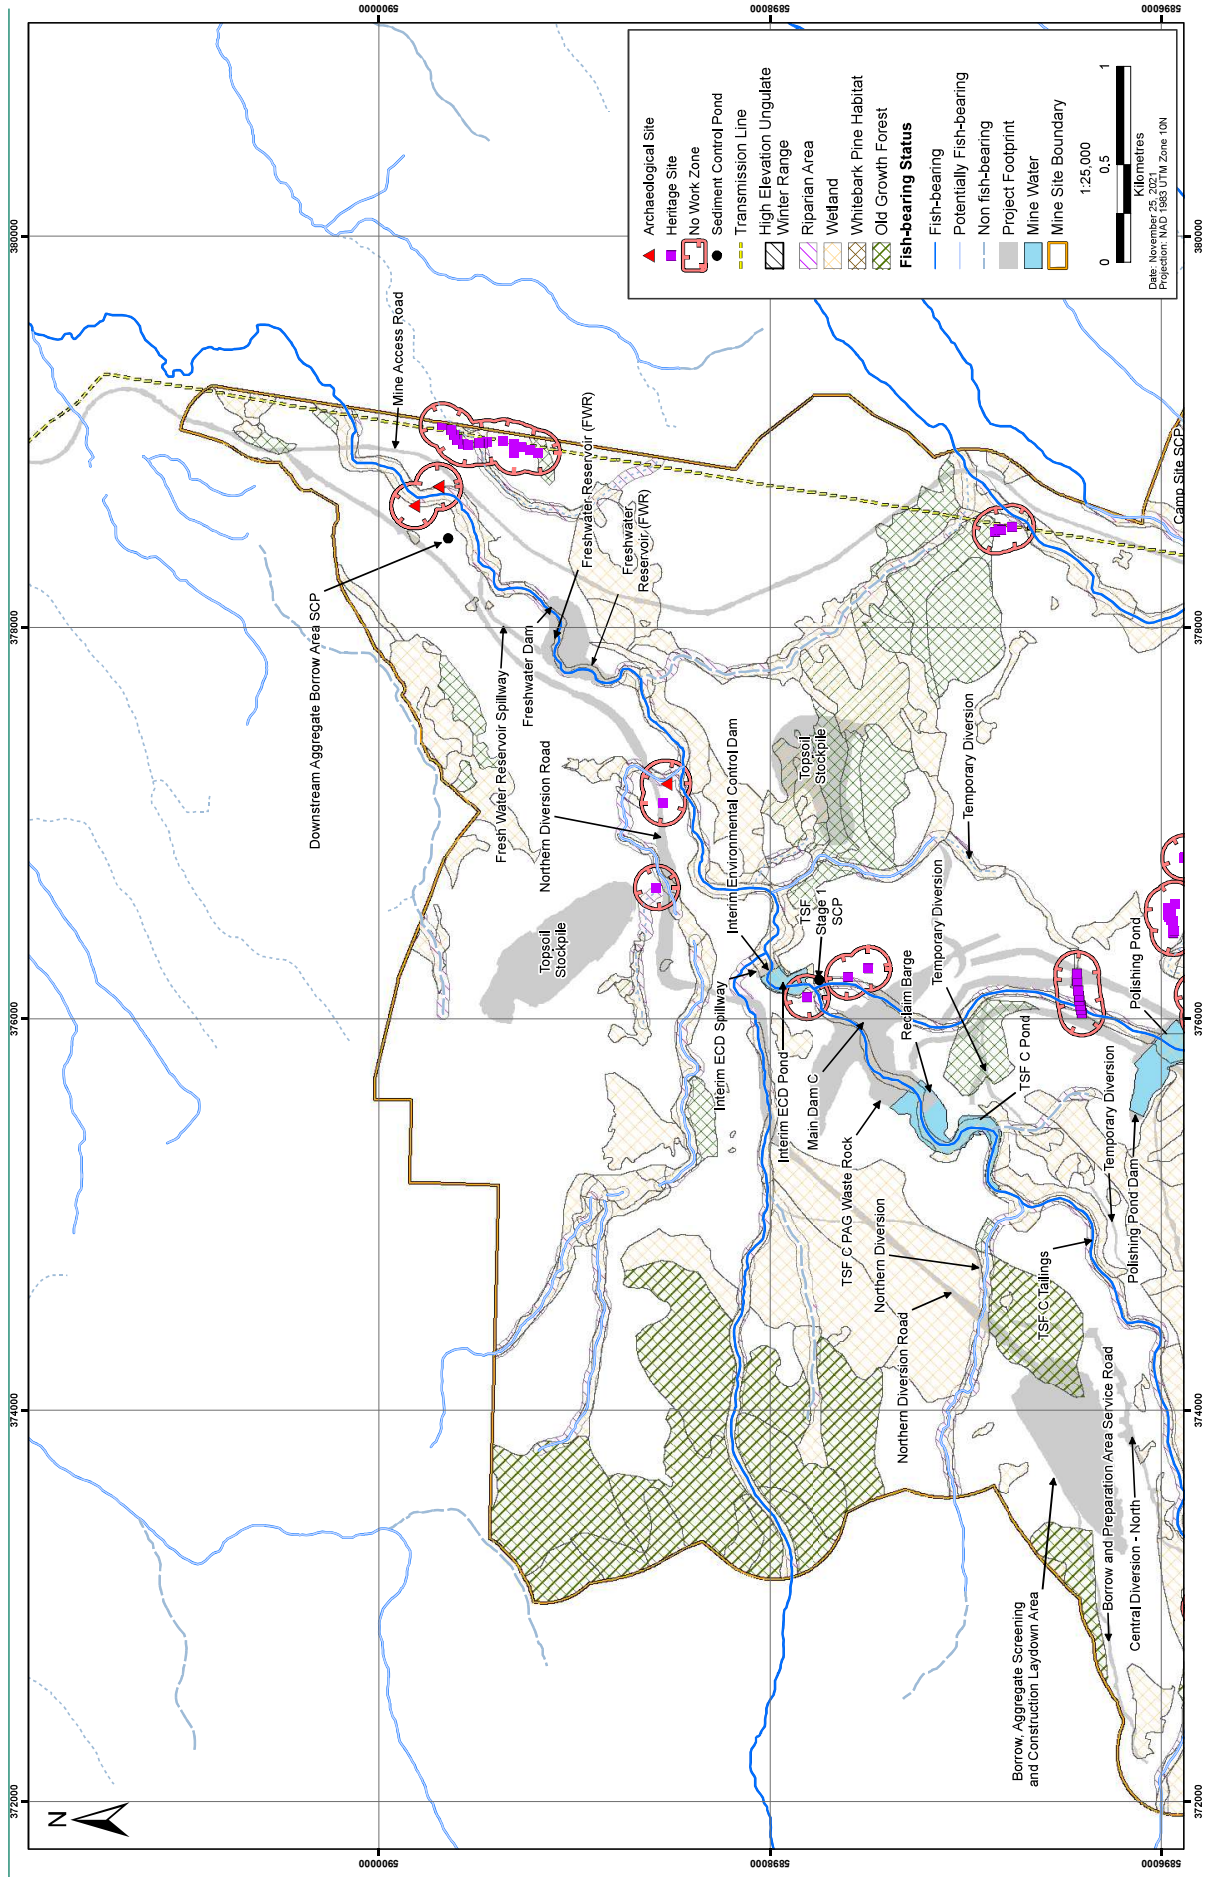 372000
374000
376000
378000
380000
5900000
5900000
5898000
5898000
5896000
5896000
N
Downstream Aggregate Borrow Area SCP
Mine Access Road
Fresh Water Reservoir Spillway
Freshwater Dam
Northern Diversion Road
Topsoil
Stockpile
Freshwater Reservoir (FWR)
Freshwater
Reservoir (FWR)
Interim ECD Spillway
Interim Environmental Control Dam
Interim ECD Pond
TSF
Stage 1
SCP
Topsoil
Stockpile
Main Dam C
TSF C PAG Waste Rock
Northern Diversion
Northern Diversion Road
Reclaim Barge
Temporary Diversion
Temporary Diversion
TSF C Pond
TSF C Tailings
Borrow, Aggregate Screening
and Construction Laydown Area
Borrow and Preparation Area Service Road
Temporary Diversion
Central Diversion - North
Polishing Pond Dam
Polishing Pond
Camp Site SCP
Archaeological Site
Heritage Site
No Work Zone
Sediment Control Pond
Transmission Line
High Elevation Ungulate
Winter Range
Riparian Area
Wetland
Whitebark Pine Habitat
Old Growth Forest
Fish-bearing Status
Fish-bearing
Potentially Fish-bearing
Non fish-bearing
Project Footprint
Mine Water
Mine Site Boundary
1:25,000
0 0.5 1
Kilometres
Date: November 25, 2021
Projection: NAD 1983 UTM Zone 10N
372000
374000
376000
378000
380000